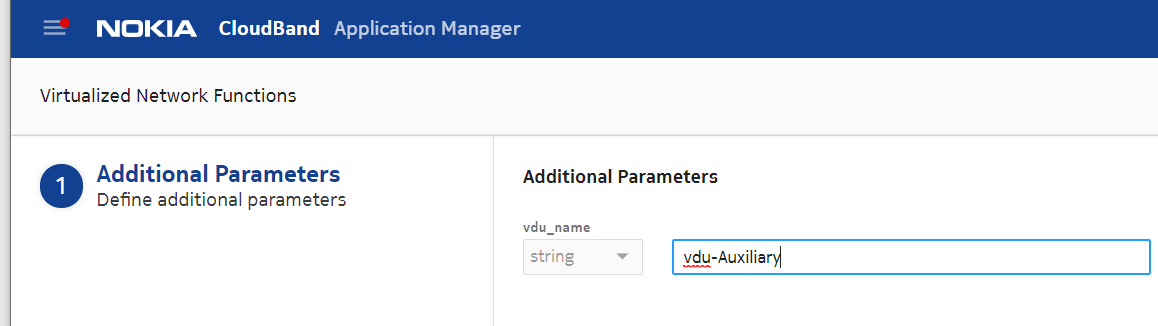 NOKIA CloudBand Application Manager
Virtualized Network Functions
1 Additional Parameters
Define additional parameters
Additional Parameters
vdu_name
string vdu-Auxiliary